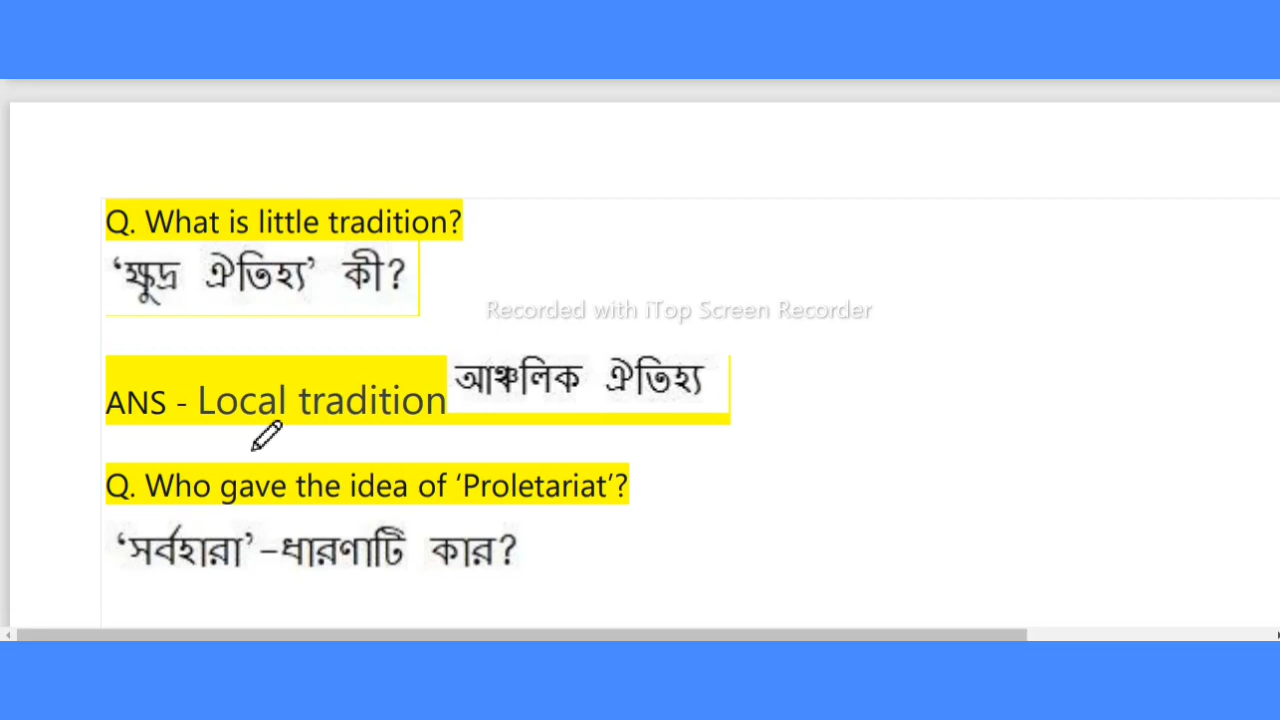 Q. What is little tradition?
‘ক্ষুদ্র ঐতিহ্য’ কী?
Recorded with iTop Screen Recorder
ANS - Local tradition আঞ্চলিক ঐতিহ্য
Q. Who gave the idea of ‘Proletariat’?
‘সর্বহারা’–ধারণাটি কার?